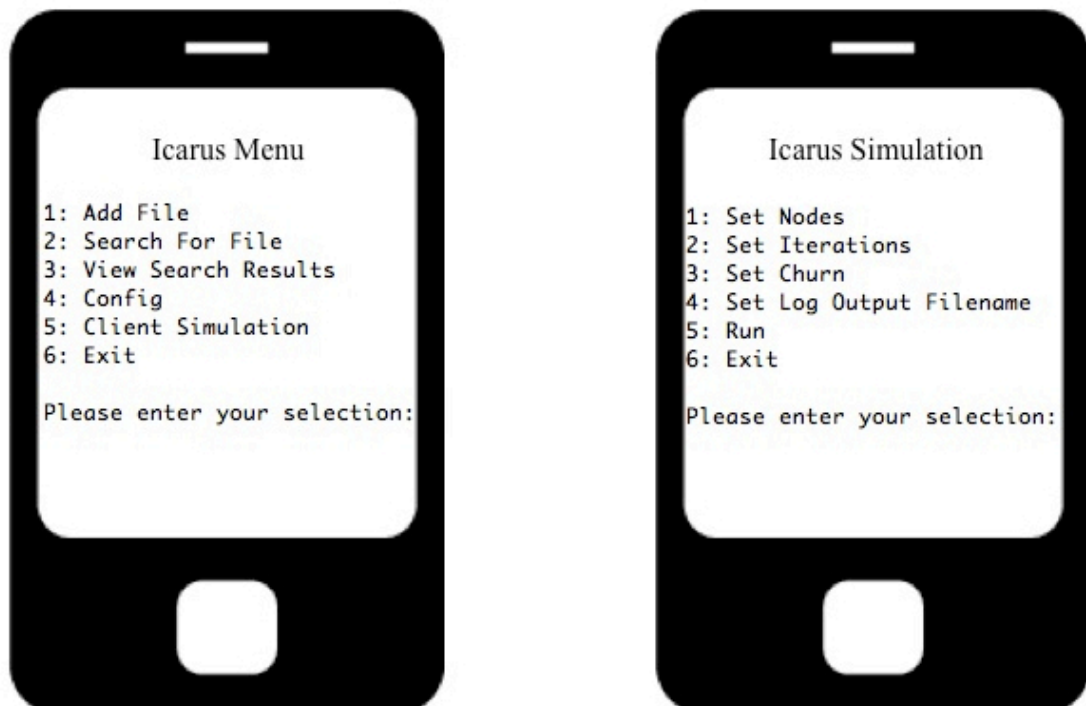 Icarus Menu
1: Add File
2: Search For File
3: View Search Results
4: Config
5: Client Simulation
6: Exit
Please enter your selection:
Icarus Simulation
1: Set Nodes
2: Set Iterations
3: Set Churn
4: Set Log Output Filename
5: Run
6: Exit
Please enter your selection: